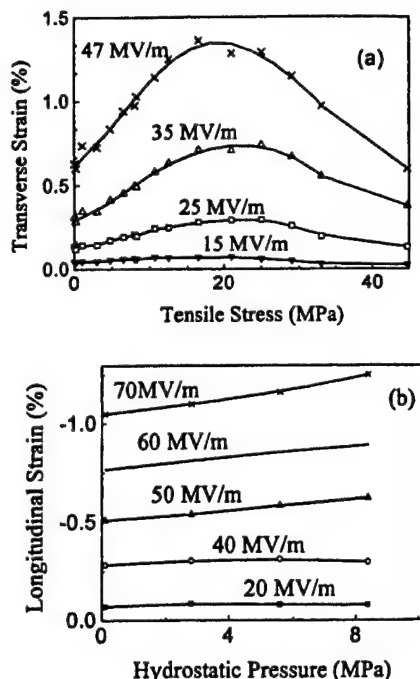 1.5
47 MV/m
(a)
1.0
35 MV/m
0.5
25 MV/m
15 MV/m
0.0
0 20 40
Transverse Strain (%)
Tensile Stress (MPa)
70MV/m
(b)
-1.0
60 MV/m
50 MV/m
-0.5
40 MV/m
20 MV/m
0.0
0 4 8
Longitudinal Strain (%)
Hydrostatic Pressure (MPa)